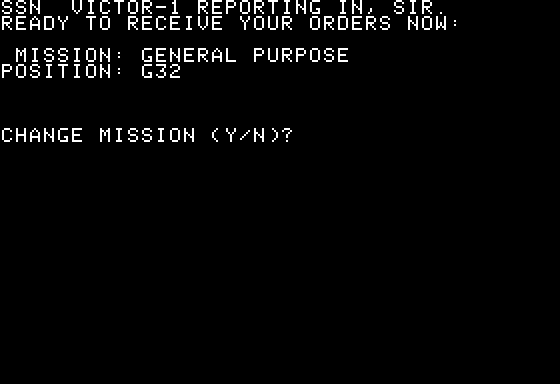 SSN  VICTOR-1 REPORTING IN, SIR.
READY TO RECEIVE YOUR ORDERS NOW:
MISSION: GENERAL PURPOSE
POSITION: G32
CHANGE MISSION (Y/N)?